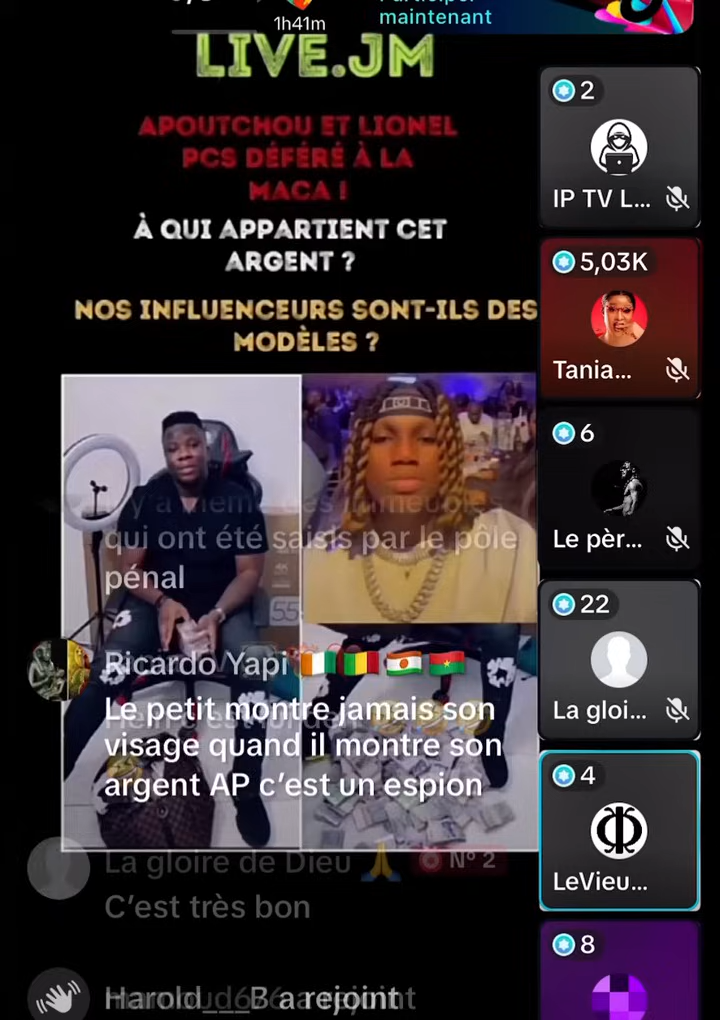 1h41m
maintenant
LIVE.JM
APOUTCHOU ET LIONEL
PCS DÉFÉRÉ À LA
MACA !
À QUI APPARTIENT CET
ARGENT ?
NOS INFLUENCEURS SONT-ILS DES
MODÈLES ?
qui ont été saisis par le pôle
pénal
Ricardo Yapi 🇨🇮🇲🇱🇳🇪🇧🇫
Le petit montre jamais son
visage quand il montre son
argent AP c’est un espion
La gloire de Dieu 🙏 Nº 2
C’est très bon
Harold___B a rejoint
2
IP TV L...
5,03K
Tania...
6
Le pèr...
22
La gloi...
4
LeVieu...
8